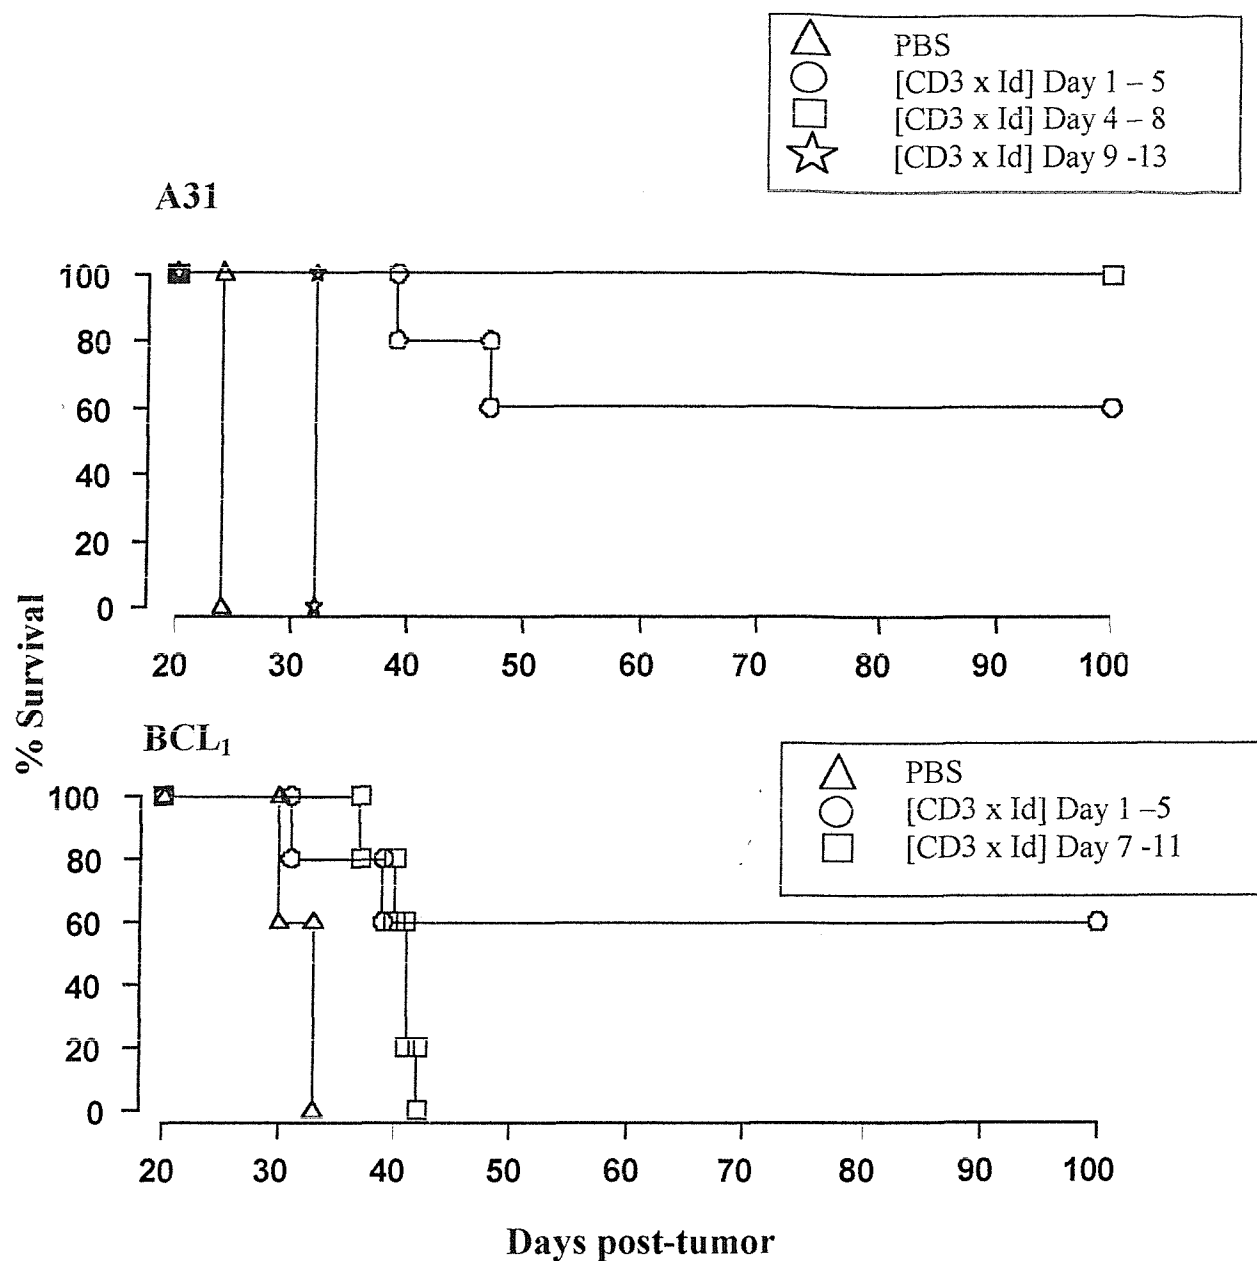 PBS
[CD3 x Id] Day 1 – 5
[CD3 x Id] Day 4 – 8
[CD3 x Id] Day 9 -13
A31
100
80
60
40
20
0
20 30 40 50 60 70 80 90 100
% Survival
BCL₁
PBS
[CD3 x Id] Day 1 –5
[CD3 x Id] Day 7 -11
100
80
60
40
20
0
20 30 40 50 60 70 80 90 100
Days post-tumor